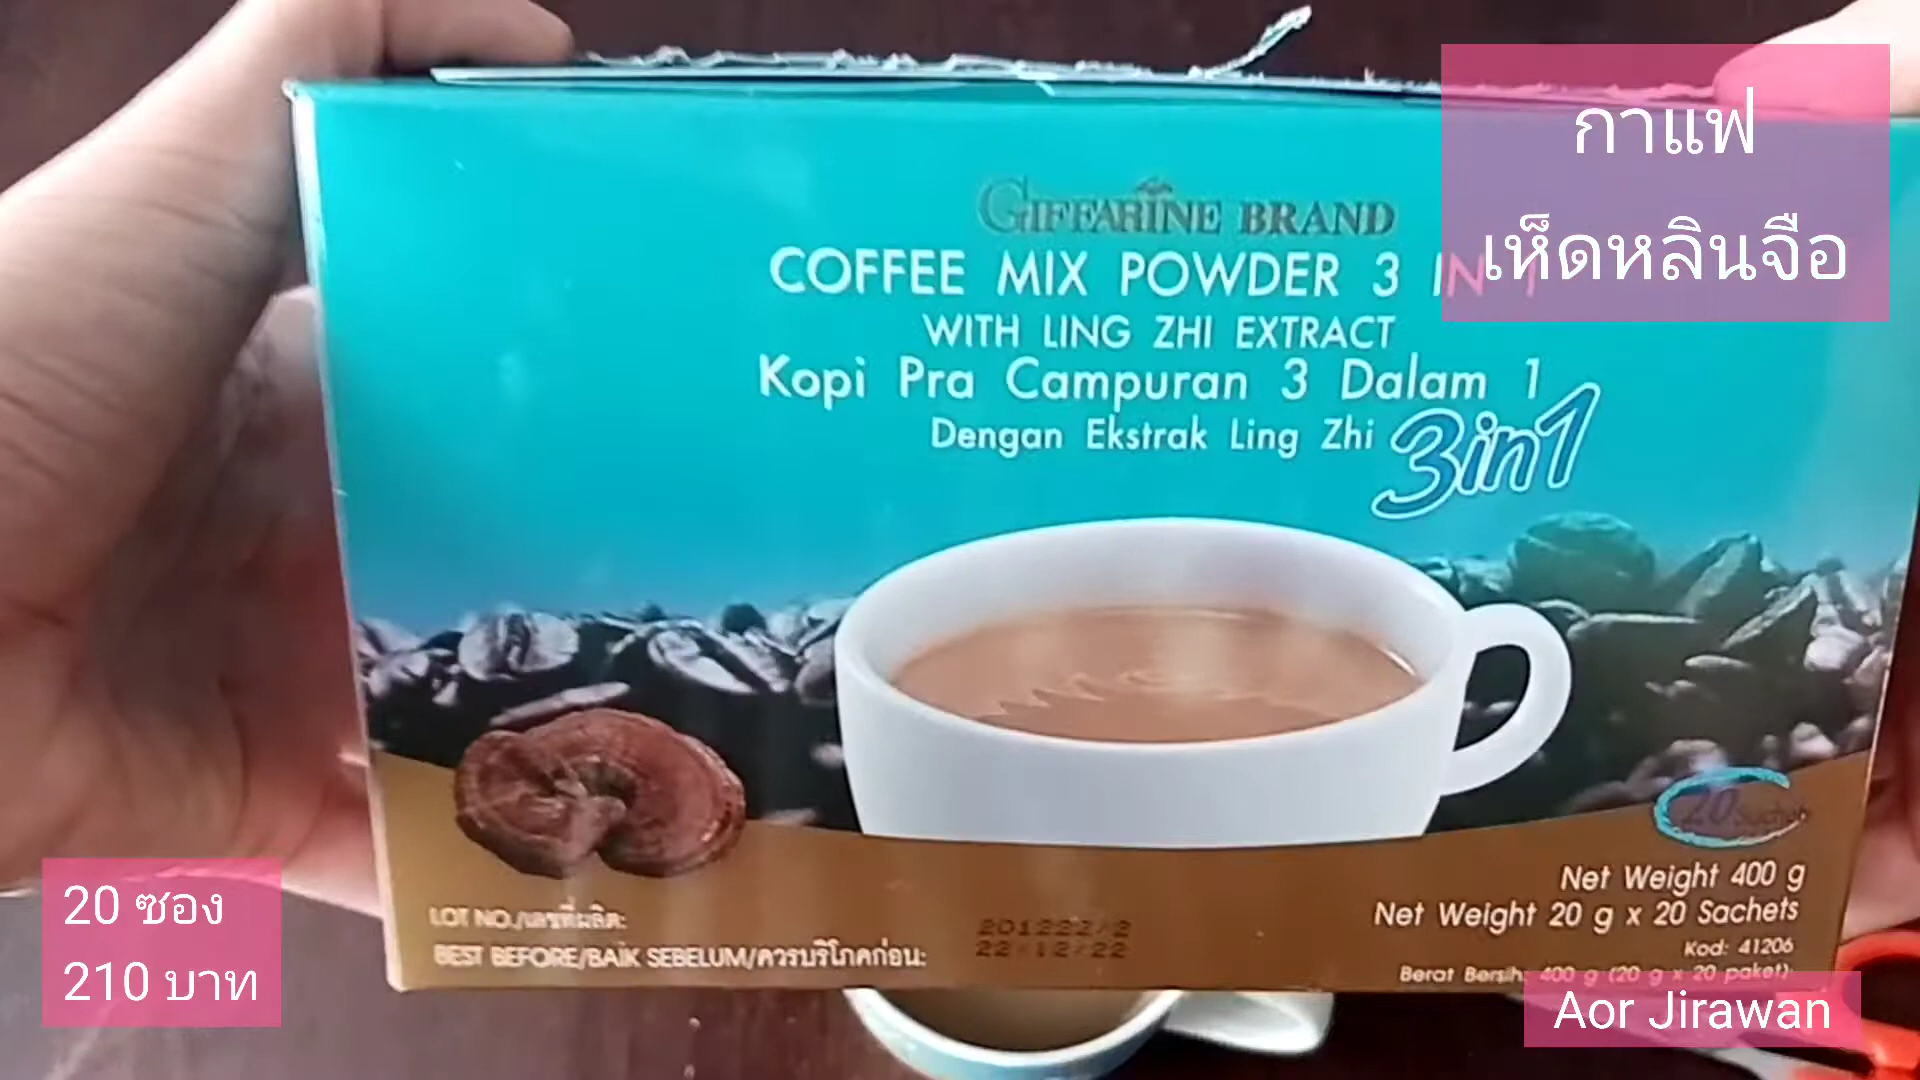 กาแฟ
เห็ดหลินจือ
GIFFARINE BRAND
COFFEE MIX POWDER 3 IN 1
WITH LING ZHI EXTRACT
Kopi Pra Campuran 3 Dalam 1
Dengan Ekstrak Ling Zhi
3in1
20 Sachets
Net Weight 400 g
Net Weight 20 g x 20 Sachets
Kod: 41206
Berat Bersih: 400 g (20 g x 20 paket)
LOT NO./เลขที่ผลิต: 201222/2
BEST BEFORE/BAIK SEBELUM/ควรบริโภคก่อน: 22/12/22
20 ซอง
210 บาท
Aor Jirawan